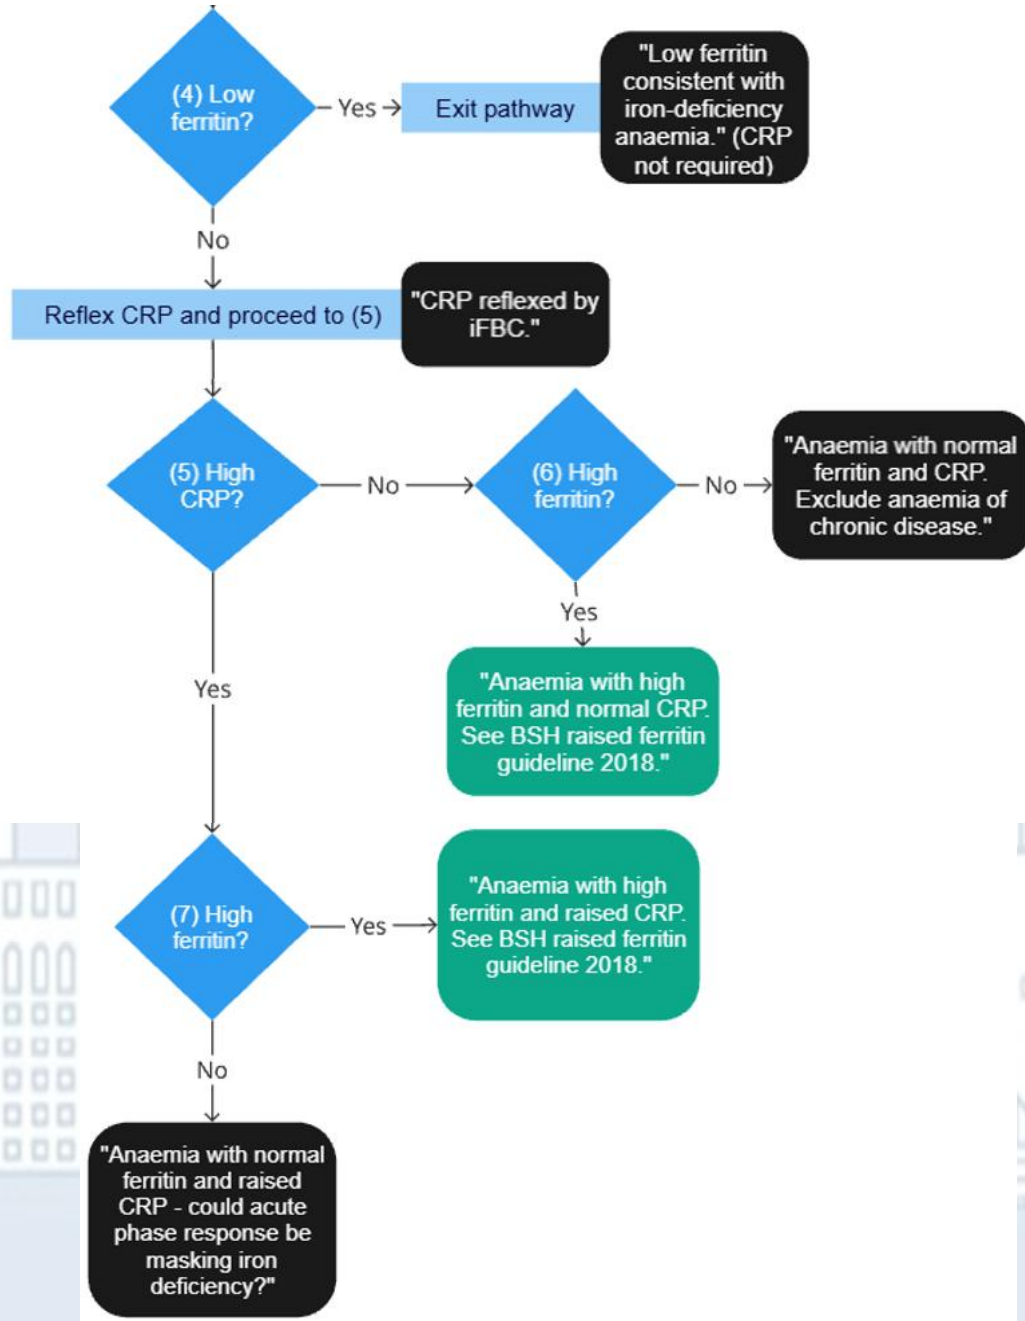 (4) Low
ferritin?
Yes
Exit pathway
"Low ferritin
consistent with
iron-deficiency
anaemia." (CRP
not required)
No
Reflex CRP and proceed to (5)
"CRP reflexed by
iFBC."
(5) High
CRP?
No
(6) High
ferritin?
No
"Anaemia with normal
ferritin and CRP.
Exclude anaemia of
chronic disease."
Yes
"Anaemia with high
ferritin and normal CRP.
See BSH raised ferritin
guideline 2018."
Yes
(7) High
ferritin?
Yes
"Anaemia with high
ferritin and raised CRP.
See BSH raised ferritin
guideline 2018."
No
"Anaemia with normal
ferritin and raised
CRP - could acute
phase response be
masking iron
deficiency?"